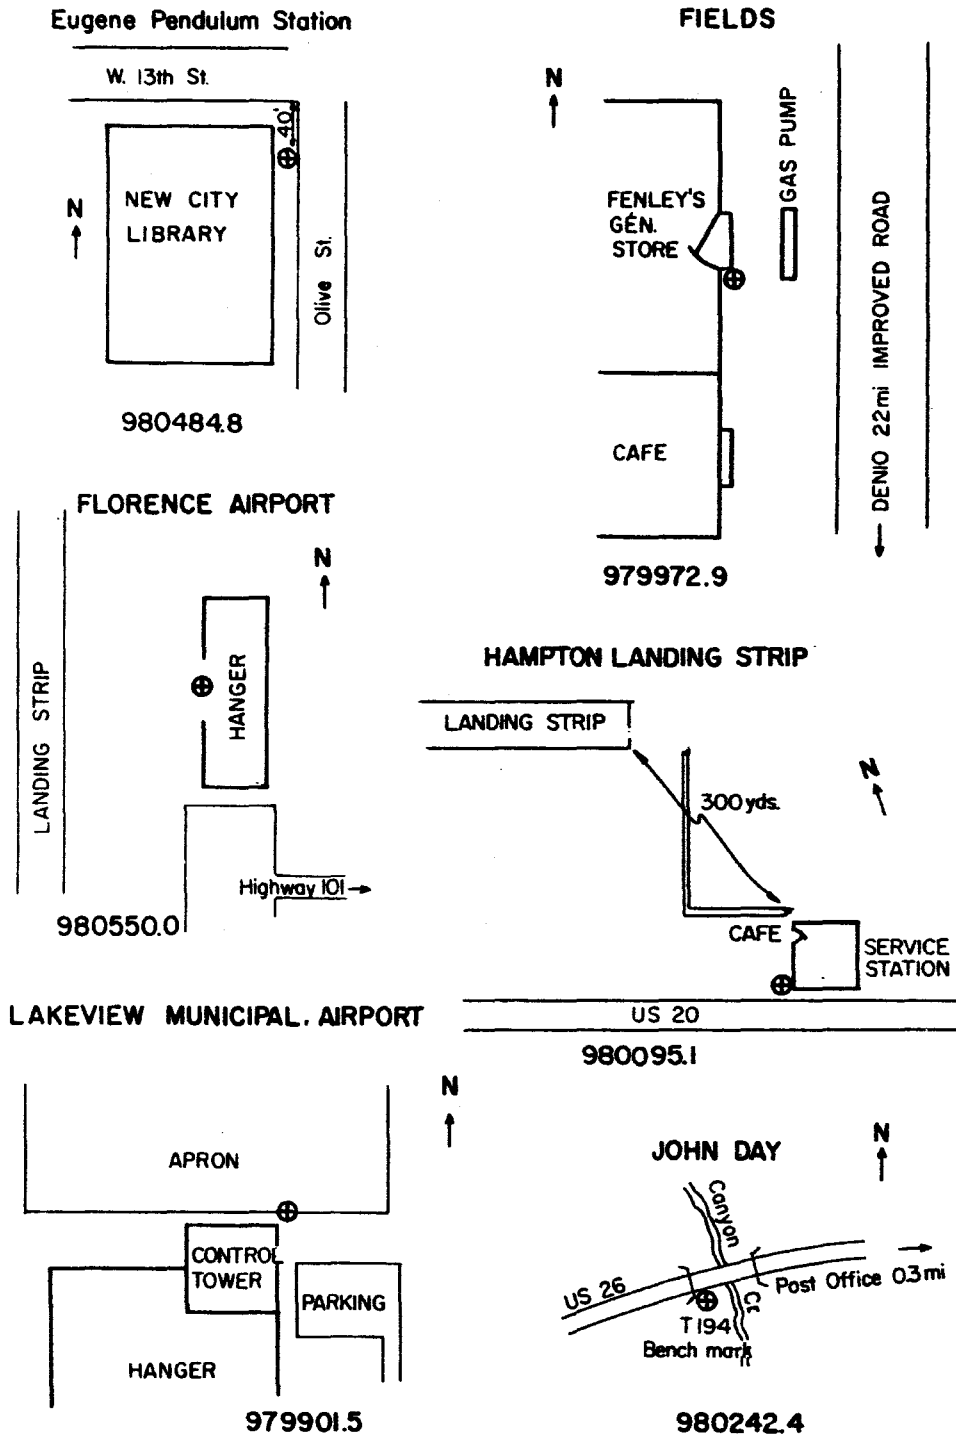 Eugene Pendulum Station
W. 13th St.
40'
N
NEW CITY
LIBRARY
Olive St.
980484.8
FIELDS
N
GAS PUMP
FENLEY'S
GÉN.
STORE
DENIO 22mi IMPROVED ROAD
CAFE
979972.9
FLORENCE AIRPORT
N
LANDING STRIP
HANGER
Highway 101
980550.0
HAMPTON LANDING STRIP
LANDING STRIP
N
300 yds.
CAFE
SERVICE
STATION
US 20
980095.1
LAKEVIEW MUNICIPAL. AIRPORT
N
APRON
CONTROL
TOWER
PARKING
HANGER
979901.5
JOHN DAY
N
Canyon
Cr
US 26
Post Office 0.3 mi
T 194
Bench mark
980242.4